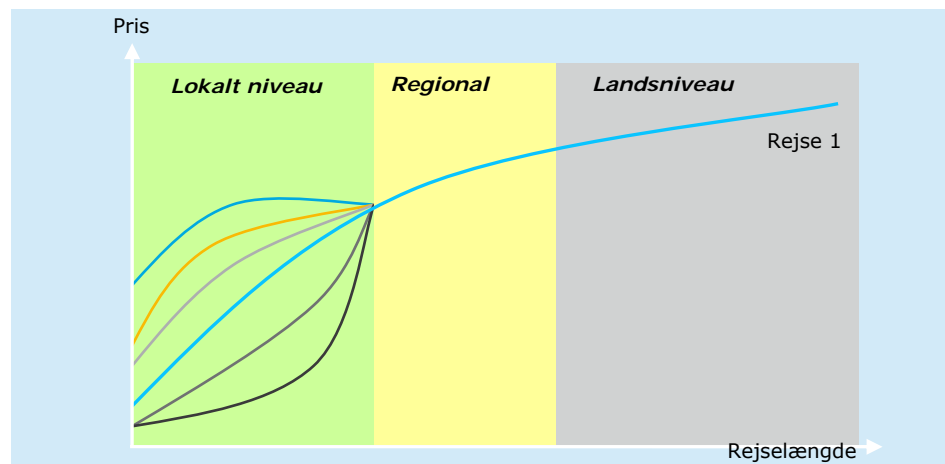 Pris
Lokalt niveau
Regional
Landsniveau
Rejse 1
Rejselængde